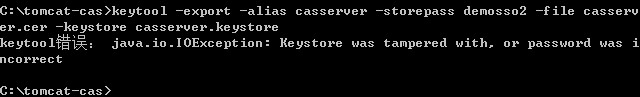 C:\tomcat-cas>keytool -export -alias casserver -storepass demosso2 -file casserv
er.cer -keystore casserver.keystore
keytool错误： java.io.IOException: Keystore was tampered with, or password was i
ncorrect
C:\tomcat-cas>